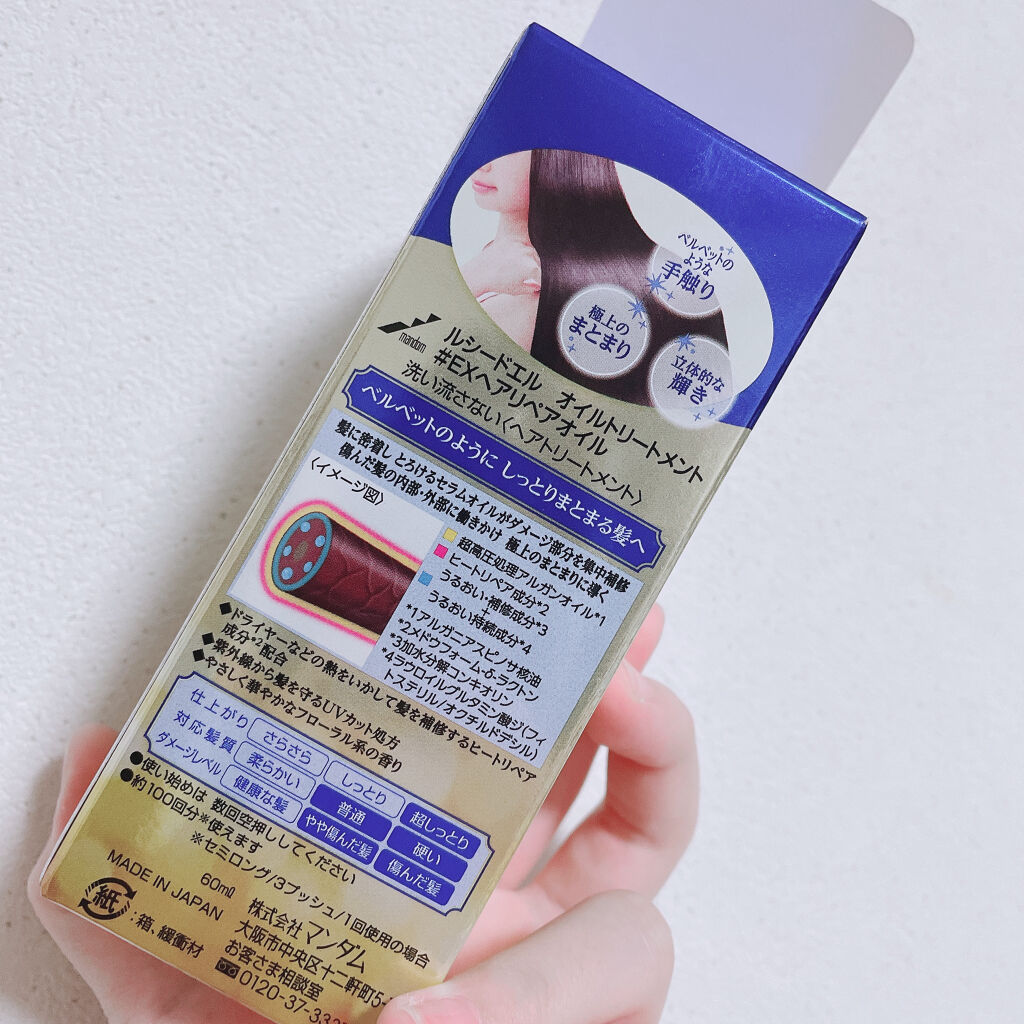 ベルベットの
ような
手触り
極上の
まとまり
立体的な
輝き
mandom
ルシードエル オイルトリートメント
#EXヘアリペアオイル
洗い流さない〈ヘアトリートメント〉
ベルベットのように しっとりまとまる髪へ
髪に密着し とろけるセラムオイルがダメージ部分を集中補修
傷んだ髪の内部・外部に働きかけ 極上のまとまりに導く
〈イメージ図〉
超高圧処理アルガンオイル*1
ヒートリペア成分*2
うるおい・補修成分*3
+
うるおい持続成分*4
*1アルガニアスピノサ核油
*2メドウフォーム-δ-ラクトン
*3加水分解コンキオリン
*4ラウロイルグルタミン酸ジ(フィ
トステリル/オクチルドデシル)
◆ドライヤーなどの熱をいかして髪を補修するヒートリペア
成分*2配合
◆紫外線から髪を守るUVカット処方
◆やさしく華やかなフローラル系の香り
仕上がり さらさら しっとり 超しっとり
対応髪質 柔らかい 普通 硬い
ダメージレベル 健康な髪 やや傷んだ髪 傷んだ髪
●使い始めは 数回空押ししてください
●約100回分※使えます
※セミロング/3プッシュ/1回使用の場合
60mℓ
MADE IN JAPAN
紙
:箱、緩衝材
株式会社 マンダム
大阪市中央区十二軒町5-
お客さま相談室
0120-37-33